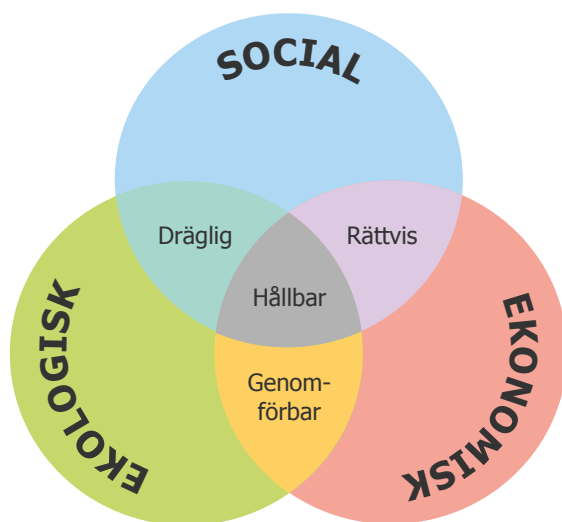 SOCIAL
Dräglig
Rättvis
Hållbar
EKOLOGISK
EKONOMISK
Genom-
förbar